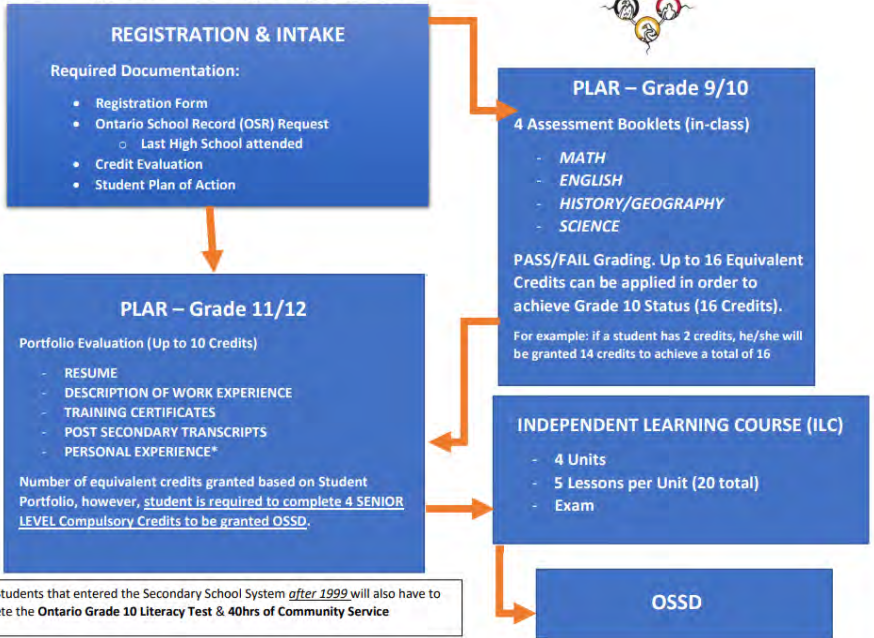 REGISTRATION & INTAKE
Required Documentation:
• Registration Form
• Ontario School Record (OSR) Request
○ Last High School attended
• Credit Evaluation
• Student Plan of Action
PLAR – Grade 9/10
4 Assessment Booklets (in-class)
- MATH
- ENGLISH
- HISTORY/GEOGRAPHY
- SCIENCE
PASS/FAIL Grading. Up to 16 Equivalent
Credits can be applied in order to
achieve Grade 10 Status (16 Credits).
For example: if a student has 2 credits, he/she will
be granted 14 credits to achieve a total of 16
PLAR – Grade 11/12
Portfolio Evaluation (Up to 10 Credits)
- RESUME
- DESCRIPTION OF WORK EXPERIENCE
- TRAINING CERTIFICATES
- POST SECONDARY TRANSCRIPTS
- PERSONAL EXPERIENCE*
Number of equivalent credits granted based on Student
Portfolio, however, student is required to complete 4 SENIOR
LEVEL Compulsory Credits to be granted OSSD.
INDEPENDENT LEARNING COURSE (ILC)
- 4 Units
- 5 Lessons per Unit (20 total)
- Exam
OSSD
Students that entered the Secondary School System after 1999 will also have to
ete the Ontario Grade 10 Literacy Test & 40hrs of Community Service